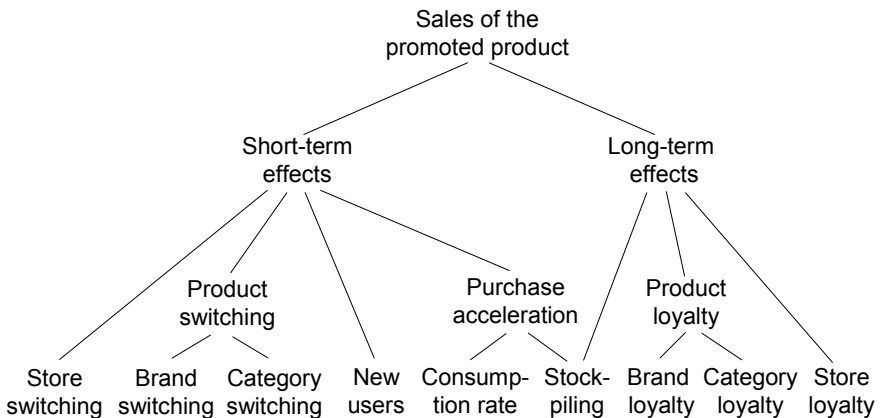 Sales of the
promoted product
Short-term
effects
Long-term
effects
Product
switching
Purchase
acceleration
Product
loyalty
Store
switching
Brand
switching
Category
switching
New
users
Consump-
tion rate
Stock-
piling
Brand
loyalty
Category
loyalty
Store
loyalty